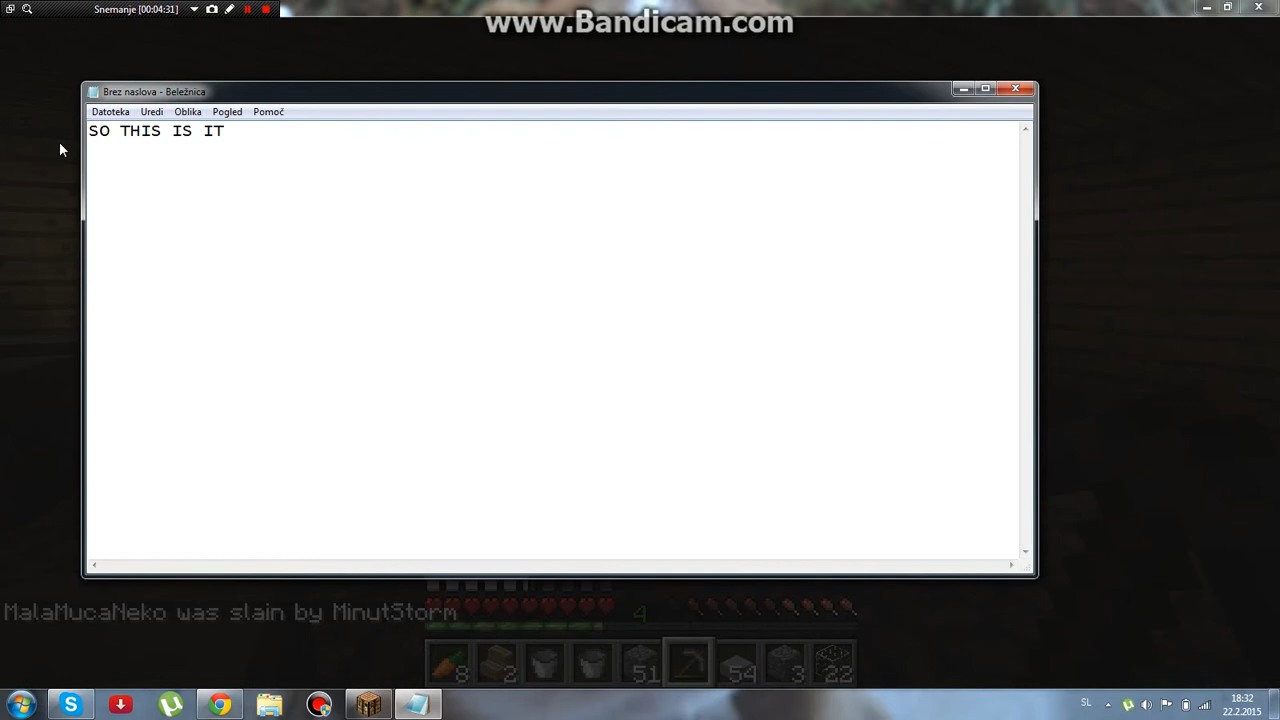 Snemanje [00:04:31]
www.Bandicam.com
Brez naslova - Beležnica
Datoteka Uredi Oblika Pogled Pomoč
SO THIS IS IT
4
MalaMucaNeko was slain by MinutStorm
8 2 51 54 3 22
SL 18:32
22.2.2015